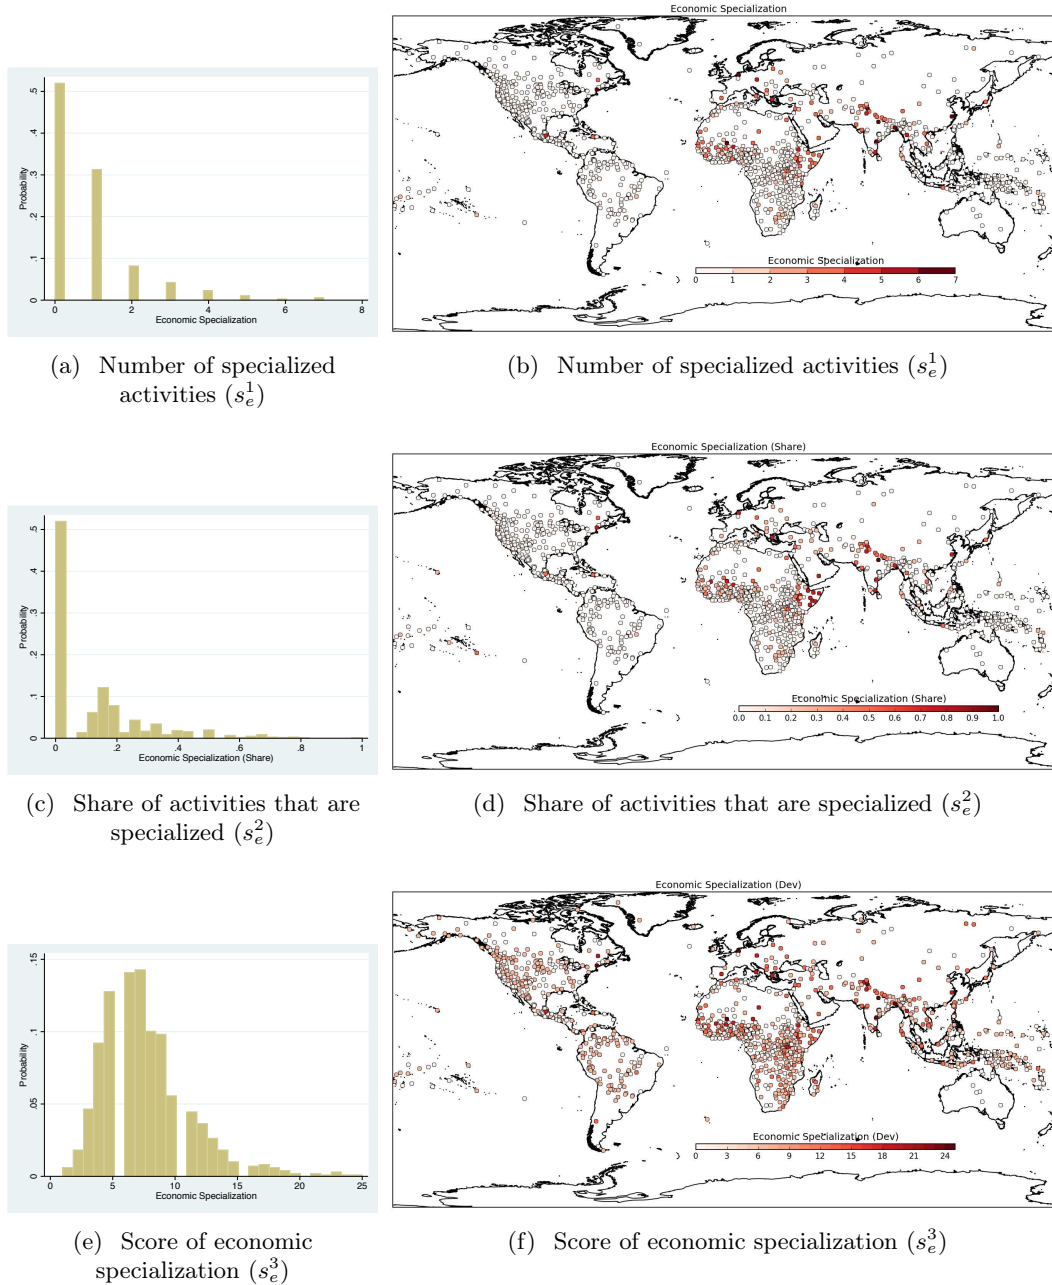 Economic Specialization
Probability
.5
.4
.3
.2
.1
0
0 2 4 6 8
Economic Specialization
Economic Specialization
0 1 2 3 4 5 6 7
(a) Number of specialized
activities (s_e^1)
(b) Number of specialized activities (s_e^1)
Economic Specialization (Share)
Probability
.5
.4
.3
.2
.1
0
0 .2 .4 .6 .8 1
Economic Specialization (Share)
Economic Specialization (Share)
0.0 0.1 0.2 0.3 0.4 0.5 0.6 0.7 0.8 0.9 1.0
(c) Share of activities that are
specialized (s_e^2)
(d) Share of activities that are specialized (s_e^2)
Economic Specialization (Dev)
Probability
.15
.1
.05
0
0 5 10 15 20 25
Economic Specialization
Economic Specialization (Dev)
0 3 6 9 12 15 18 21 24
(e) Score of economic
specialization (s_e^3)
(f) Score of economic specialization (s_e^3)